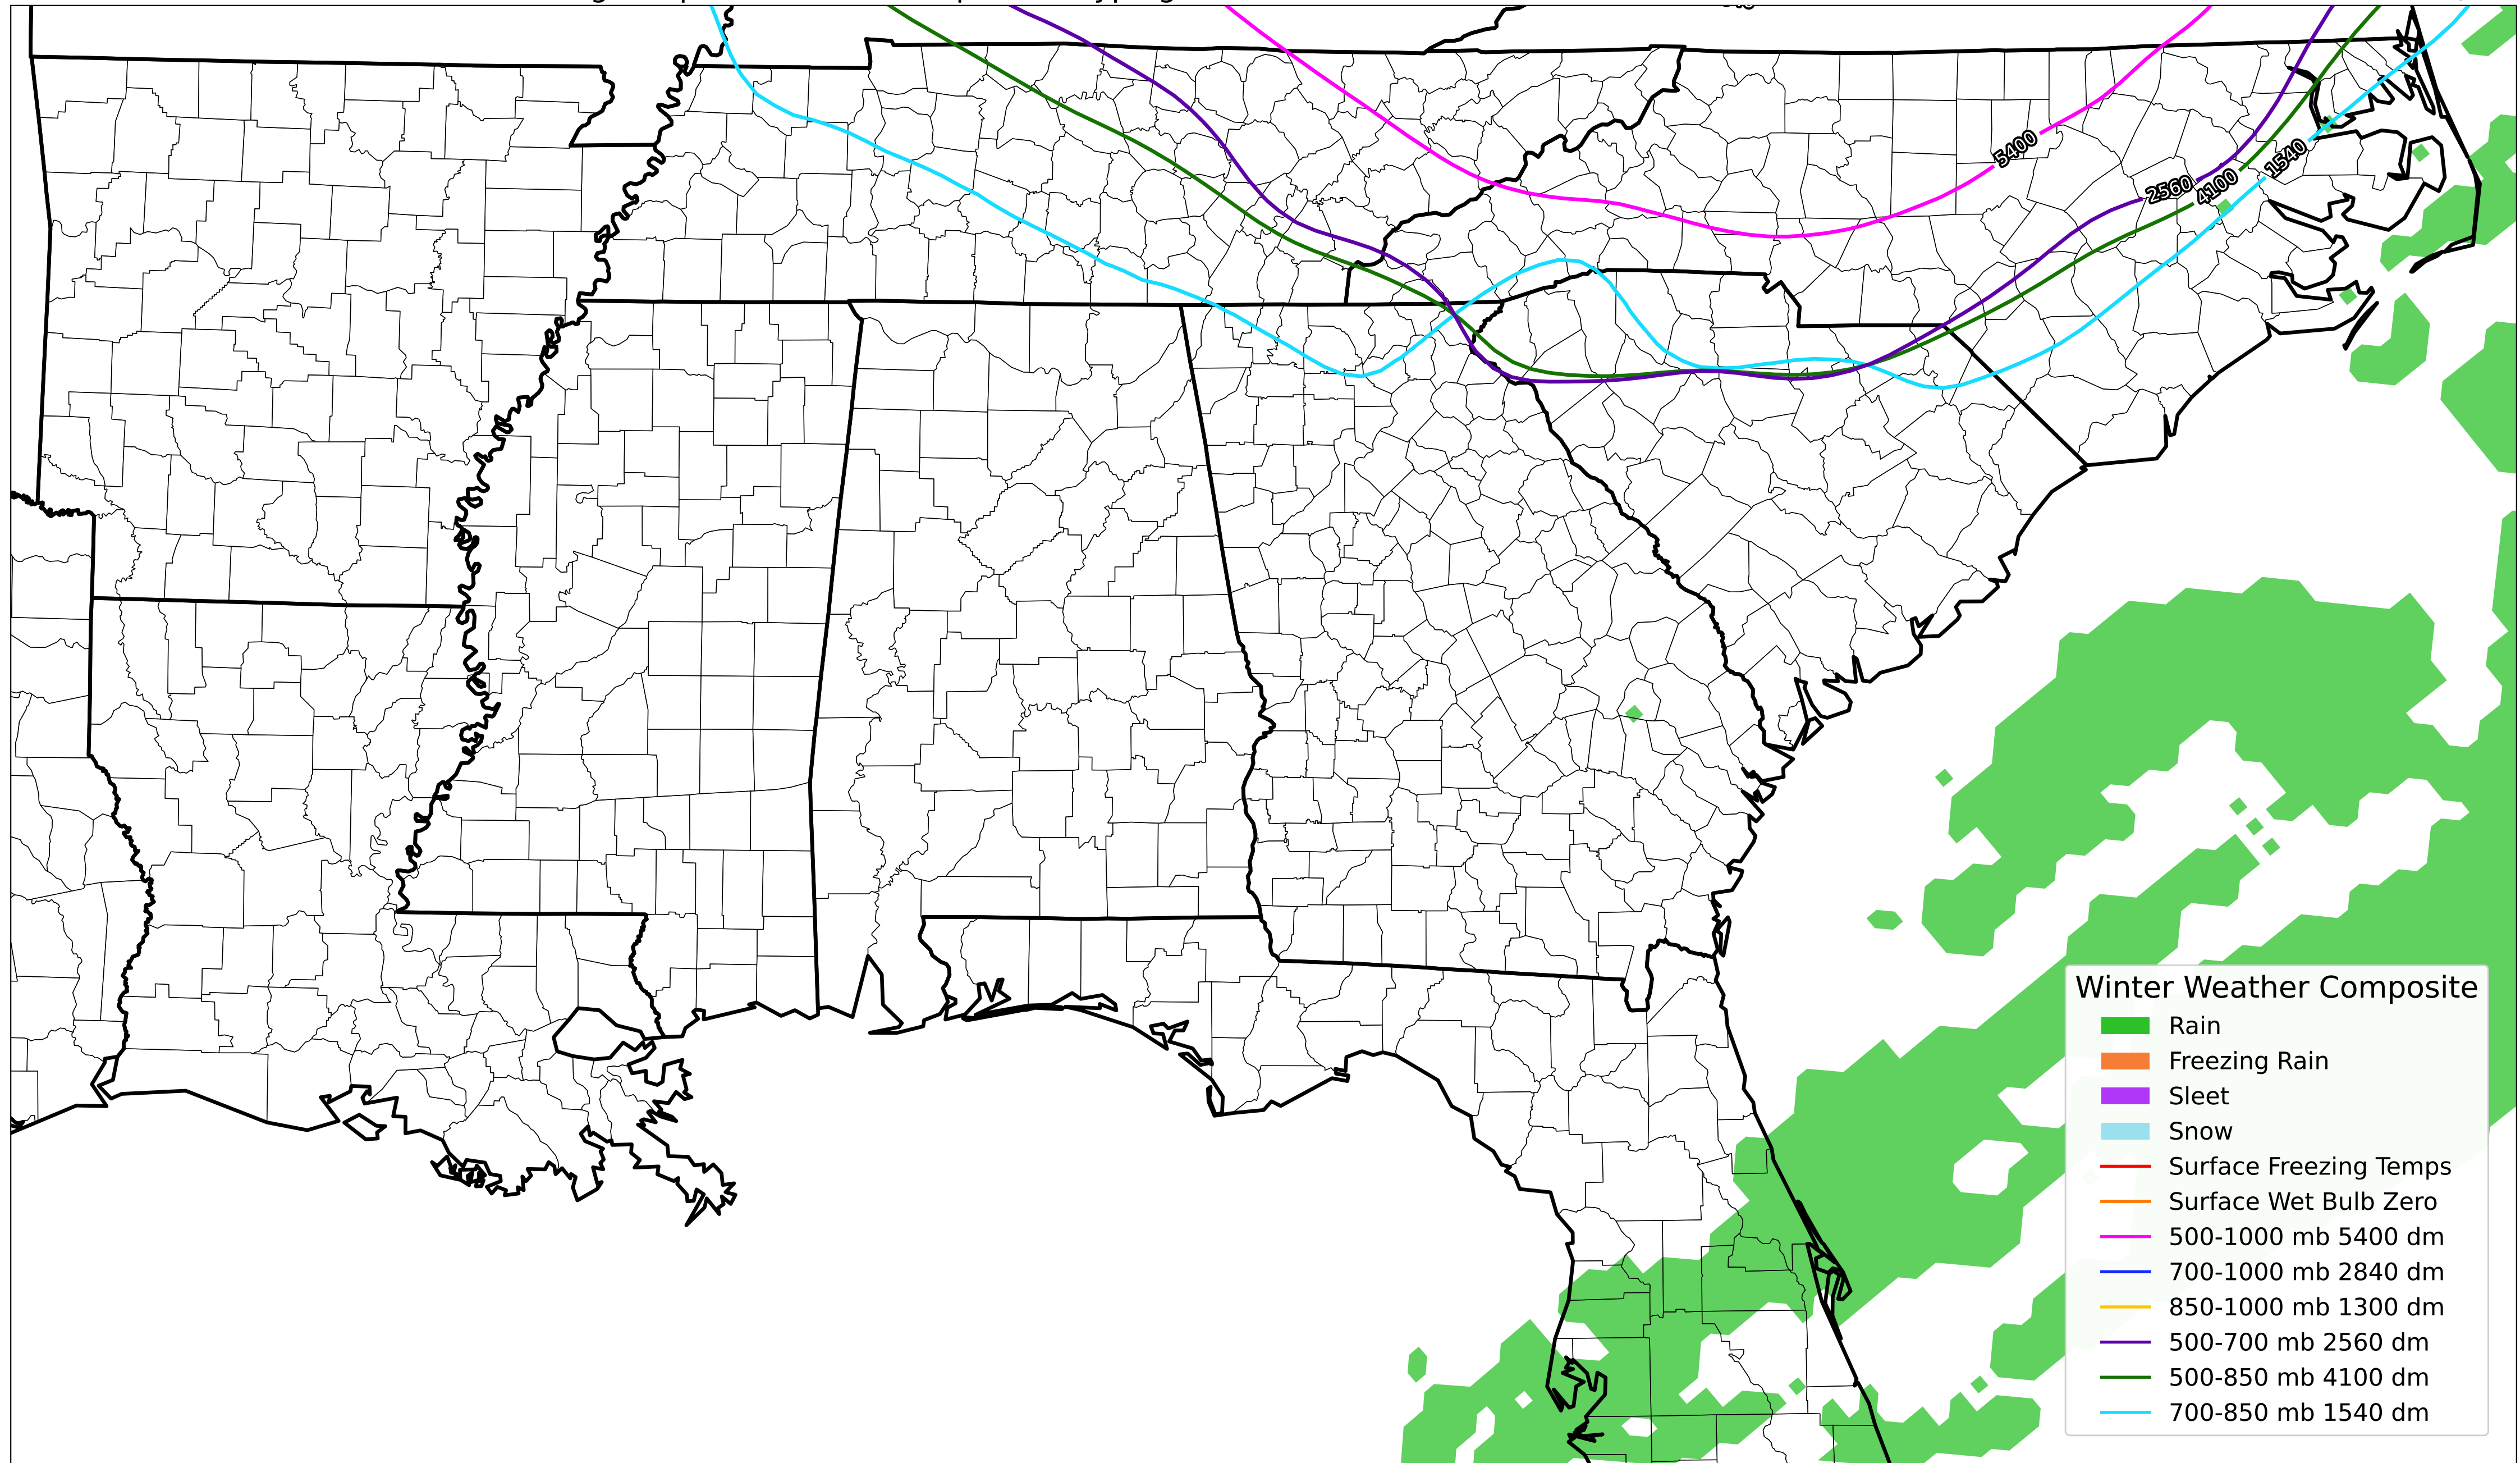 5400
1540
2560
4100
Winter Weather Composite
Rain
Freezing Rain
Sleet
Snow
Surface Freezing Temps
Surface Wet Bulb Zero
500-1000 mb 5400 dm
700-1000 mb 2840 dm
850-1000 mb 1300 dm
500-700 mb 2560 dm
500-850 mb 4100 dm
700-850 mb 1540 dm